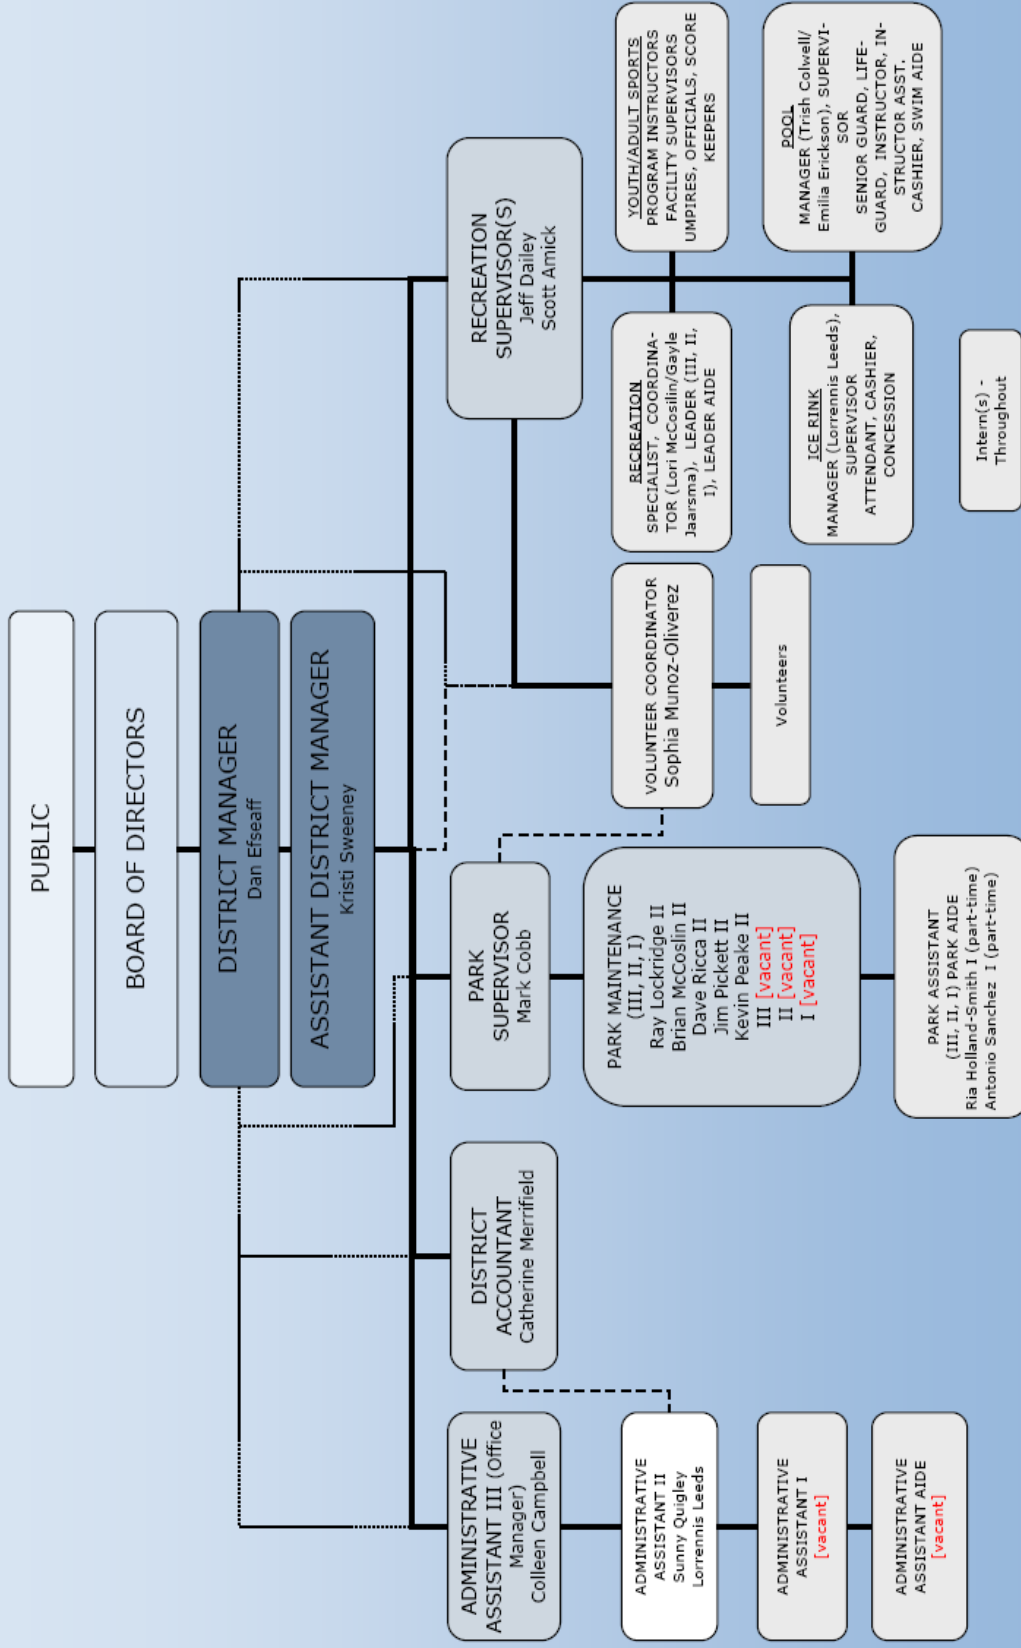 PUBLIC
BOARD OF DIRECTORS
DISTRICT MANAGER
Dan Efseaff
ASSISTANT DISTRICT MANAGER
Kristi Sweeney
ADMINISTRATIVE
ASSISTANT III (Office
Manager)
Colleen Campbell
DISTRICT
ACCOUNTANT
Catherine Merrifield
PARK
SUPERVISOR
Mark Cobb
RECREATION
SUPERVISOR(S)
Jeff Dailey
Scott Amick
ADMINISTRATIVE
ASSISTANT II
Sunny Quigley
Lorrennis Leeds
ADMINISTRATIVE
ASSISTANT I
[vacant]
ADMINISTRATIVE
ASSISTANT AIDE
[vacant]
PARK MAINTENANCE
(III, II, I)
Ray Lockridge II
Brian McCoslin II
Dave Ricca II
Jim Pickett II
Kevin Peake II
III [vacant]
II [vacant]
I [vacant]
PARK ASSISTANT
(III, II, I) PARK AIDE
Ria Holland-Smith I (part-time)
Antonio Sanchez I (part-time)
VOLUNTEER COORDINATOR
Sophia Munoz-Oliverez
Volunteers
RECREATION
SPECIALIST, COORDINA-
TOR (Lori McCosilin/Gayle
Jaarsma), LEADER (III, II,
I), LEADER AIDE
YOUTH/ADULT SPORTS
PROGRAM INSTRUCTORS
FACILITY SUPERVISORS
UMPIRES, OFFICIALS, SCORE
KEEPERS
ICE RINK
MANAGER (Lorrennis Leeds),
SUPERVISOR
ATTENDANT, CASHIER,
CONCESSION
POOL
MANAGER (Trish Colwell/
Emilia Erickson), SUPERVI-
SOR
SENIOR GUARD, LIFE-
GUARD, INSTRUCTOR, IN-
STRUCTOR ASST.
CASHIER, SWIM AIDE
Intern(s) -
Throughout